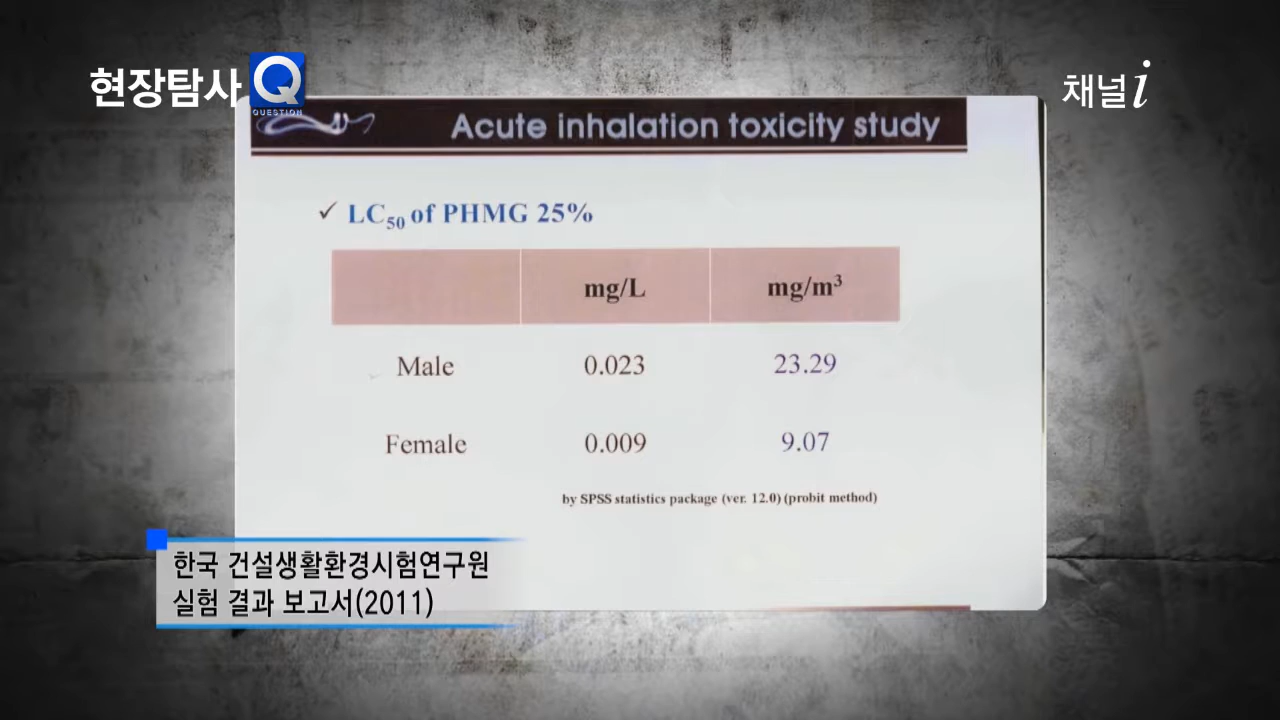 현장탐사 Q
QUESTION
채널i
Acute inhalation toxicity study
✓ LC50 of PHMG 25%
mg/L mg/m³
Male 0.023 23.29
Female 0.009 9.07
by SPSS statistics package (ver. 12.0) (probit method)
한국 건설생활환경시험연구원
실험 결과 보고서(2011)